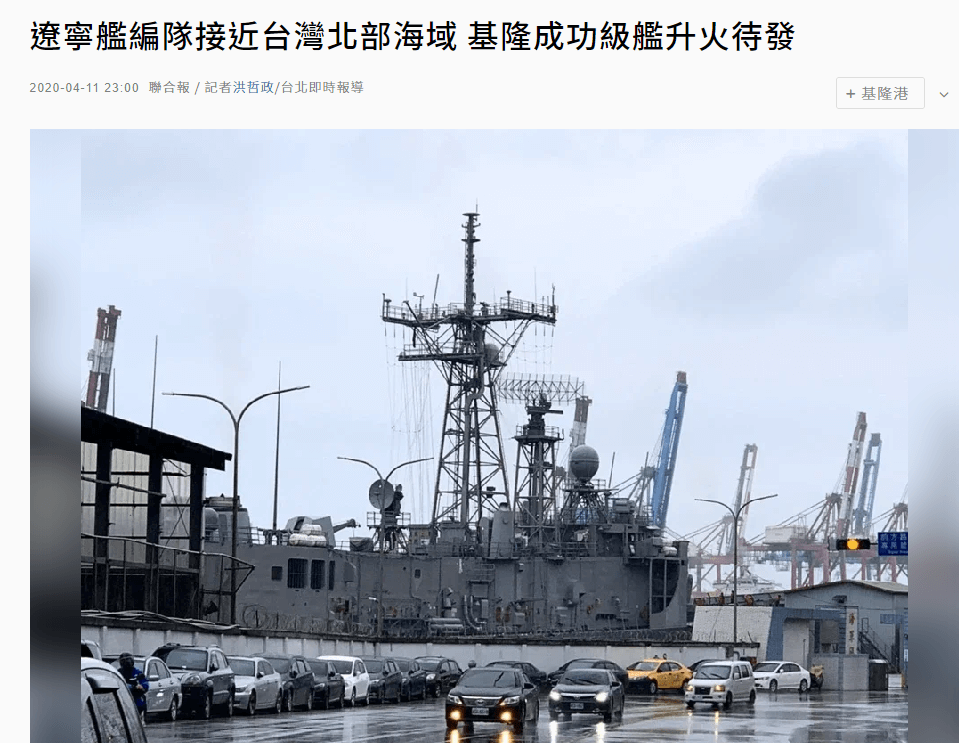 遼寧艦編隊接近台灣北部海域 基隆成功級艦升火待發
2020-04-11 23:00 聯合報 / 記者洪哲政/台北即時報導
+ 基隆港